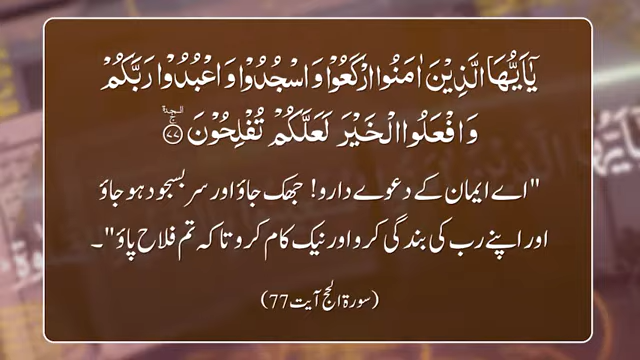 يٰۤاَيُّهَا الَّذِيْنَ اٰمَنُوا ارْكَعُوْا وَاسْجُدُوْا وَاعْبُدُوْا رَبَّكُمْ
وَافْعَلُوا الْخَيْرَ لَعَلَّكُمْ تُفْلِحُوْنَ ۩ ﴿۷۷﴾
"اے ایمان کے دعوے دارو! جھک جاؤ اور سر بسجود ہو جاؤ
اور اپنے رب کی بندگی کرو اور نیک کام کرو تاکہ تم فلاح پاؤ"۔
(سورۃ الحج آیت 77)